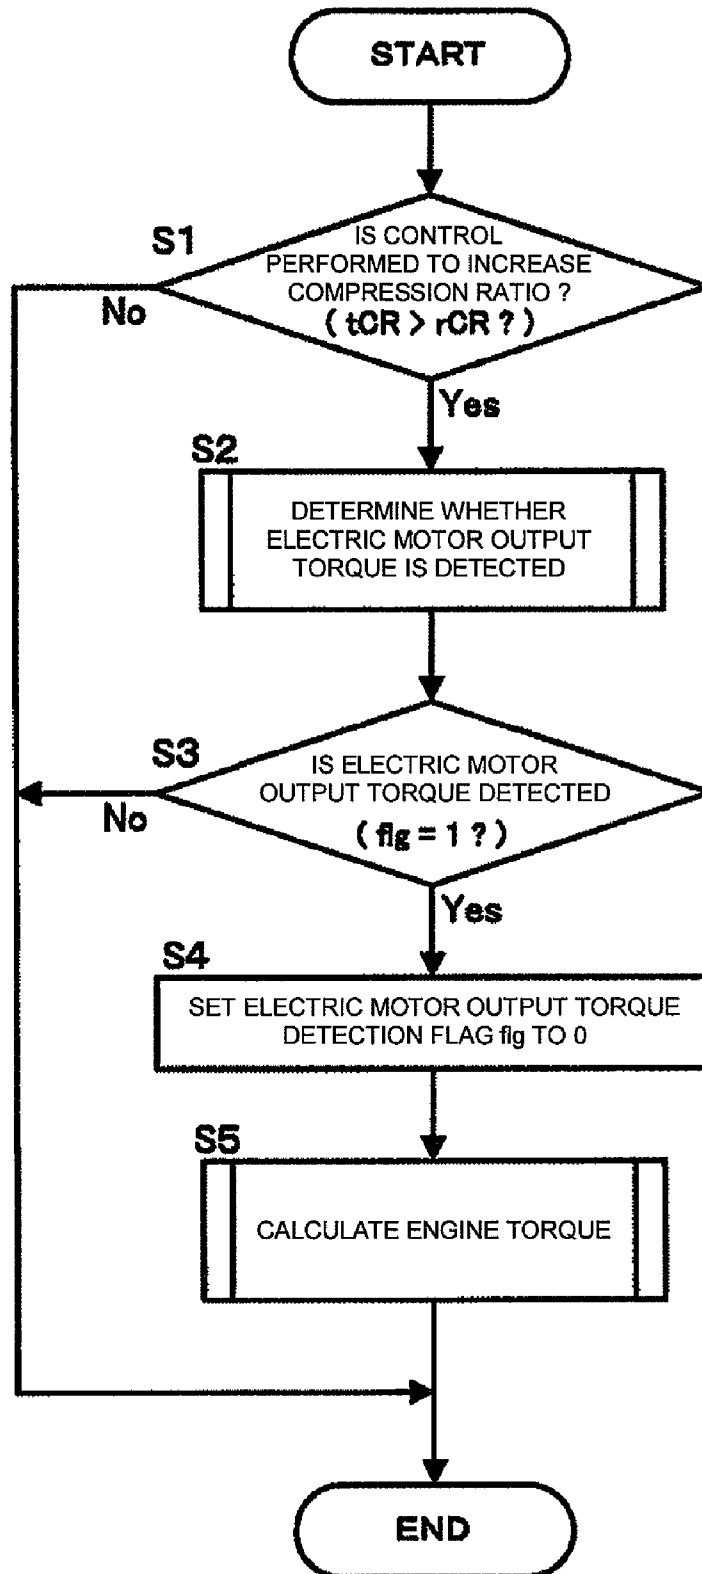 START
S1
IS CONTROL
PERFORMED TO INCREASE
COMPRESSION RATIO ?
( tCR > rCR ? )
No
Yes
S2
DETERMINE WHETHER
ELECTRIC MOTOR OUTPUT
TORQUE IS DETECTED
S3
IS ELECTRIC MOTOR
OUTPUT TORQUE DETECTED
( flg = 1 ? )
No
Yes
S4
SET ELECTRIC MOTOR OUTPUT TORQUE
DETECTION FLAG flg TO 0
S5
CALCULATE ENGINE TORQUE
END